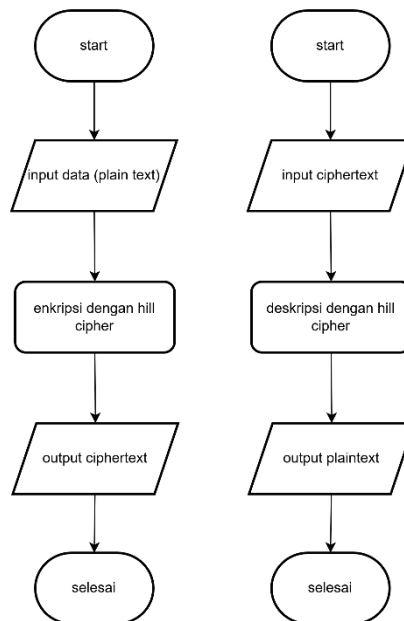 start
input data (plain text)
enkripsi dengan hill
cipher
output ciphertext
selesai
start
input ciphertext
deskripsi dengan hill
cipher
output plaintext
selesai